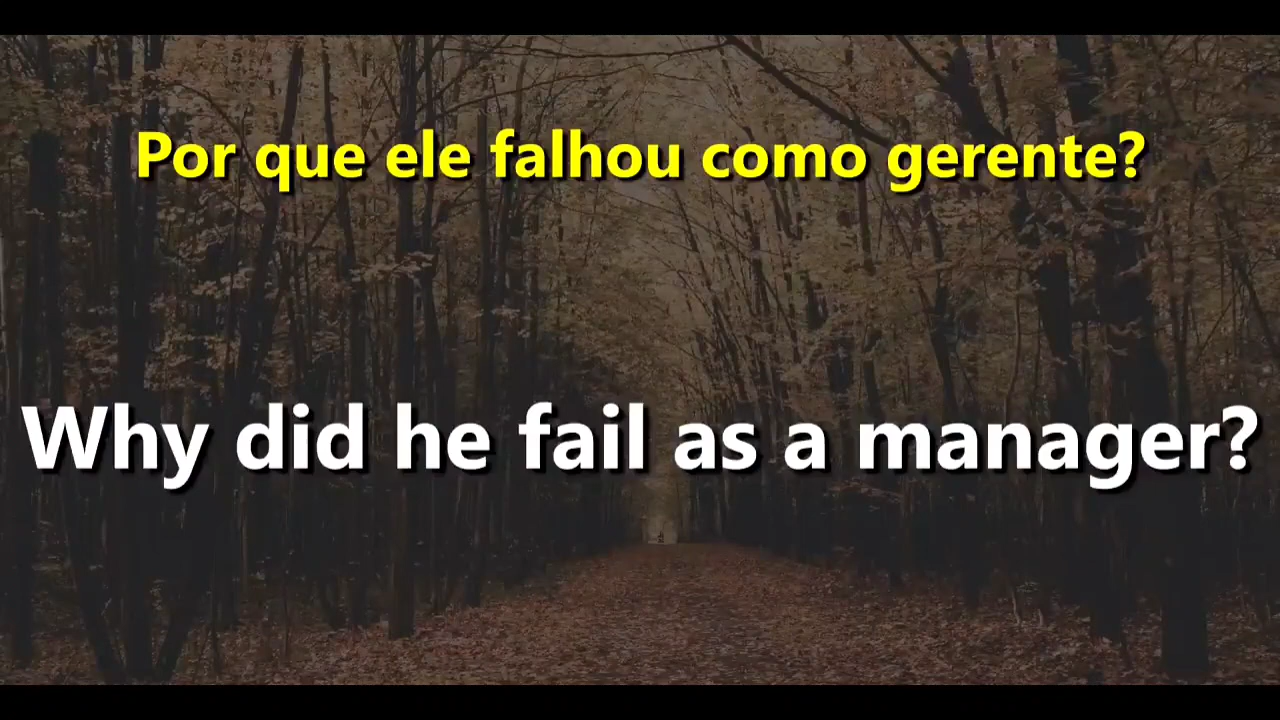 Por que ele falhou como gerente?
Why did he fail as a manager?